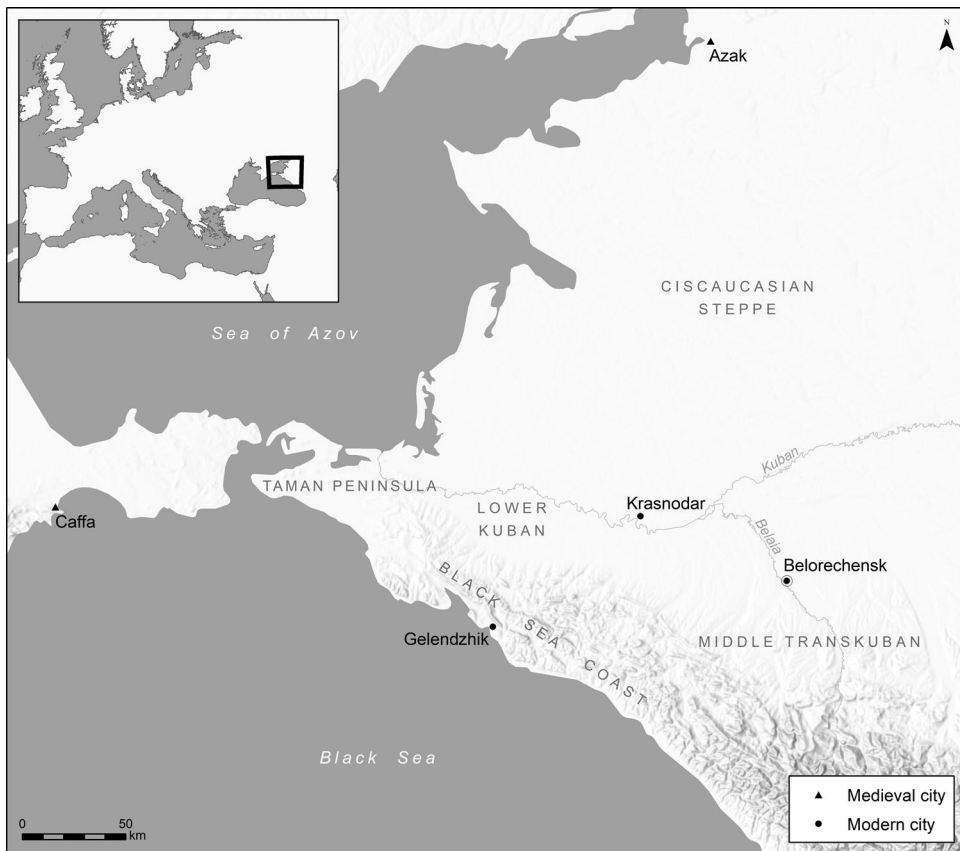 N
Azak
CISCAUCASIAN
STEPPE
Sea of Azov
Kuban
TAMAN PENINSULA
Krasnodar
LOWER
KUBAN
Caffa
Belaia
Belorechensk
BLACK SEA COAST
Gelendzhik
MIDDLE TRANSKUBAN
Black Sea
Medieval city
Modern city
0 50
km